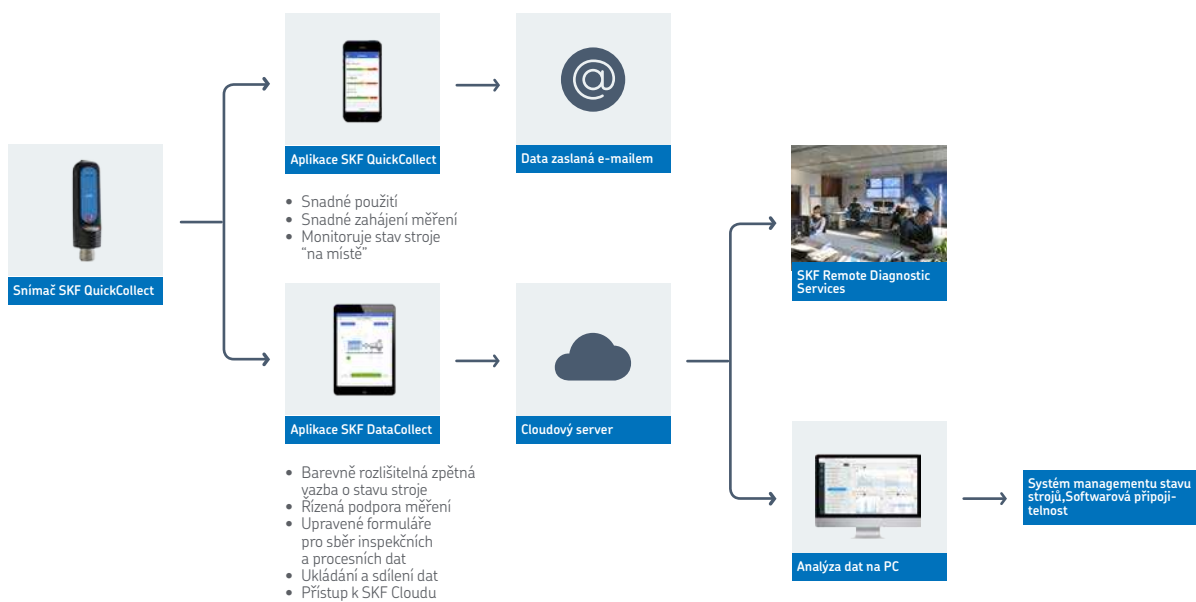 Snímač SKF QuickCollect
Aplikace SKF QuickCollect
• Snadné použití
• Snadné zahájení měření
• Monitoruje stav stroje
“na místě”
Data zaslaná e-mailem
Aplikace SKF DataCollect
• Barevně rozlišitelná zpětná
vazba o stavu stroje
• Řízená podpora měření
• Upravené formuláře
pro sběr inspekčních
a procesních dat
• Ukládání a sdílení dat
• Přístup k SKF Cloudu
Cloudový server
SKF Remote Diagnostic
Services
Analýza dat na PC
Systém managementu stavu
strojů,Softwarová připoji-
telnost